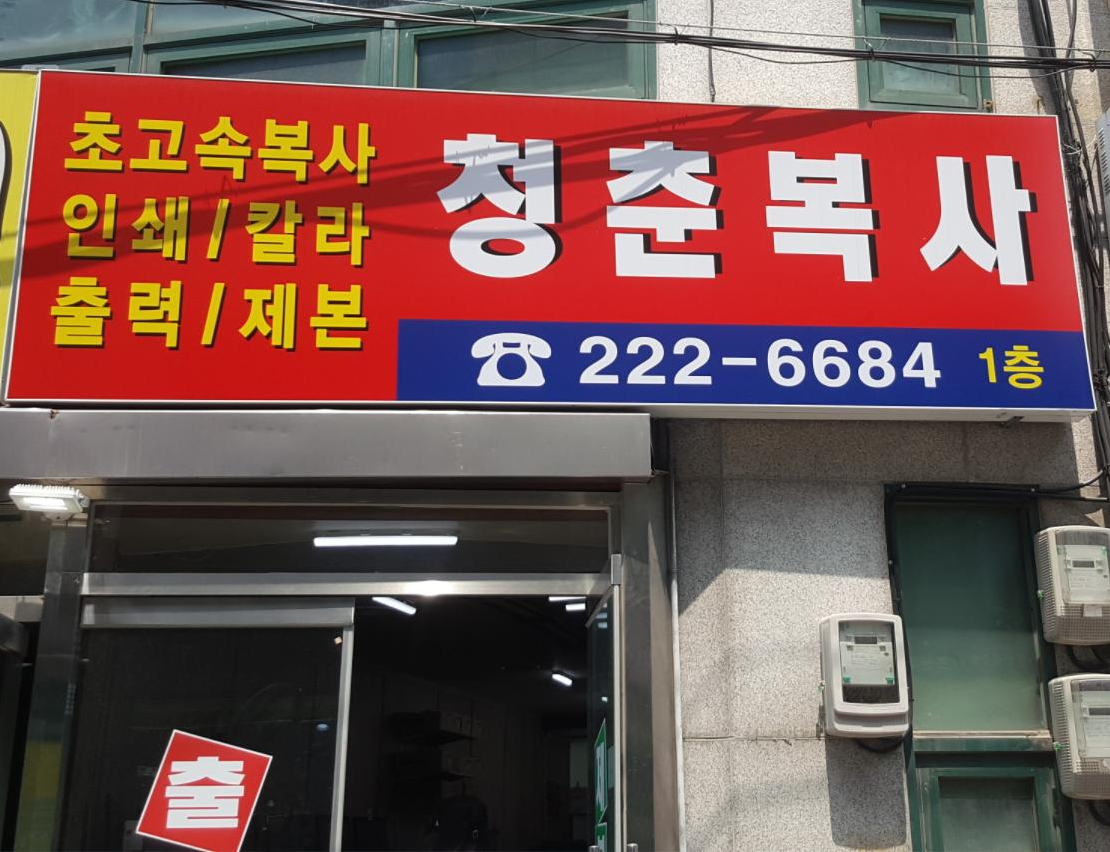 초고속복사
인쇄/칼라
출력/제본
청춘복사
222-6684 1층
출